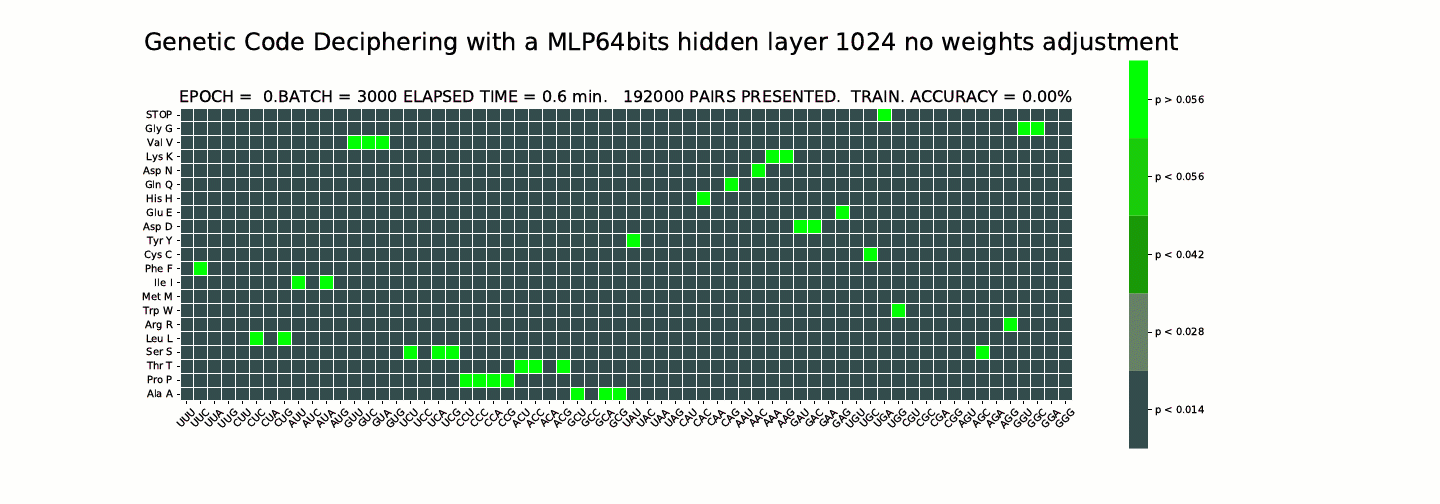 Genetic Code Deciphering with a MLP64bits hidden layer 1024 no weights adjustment
EPOCH =  0.BATCH = 3000 ELAPSED TIME = 0.6 min.   192000 PAIRS PRESENTED.  TRAIN. ACCURACY = 0.00%
STOP
Gly G
Val V
Lys K
Asp N
Gln Q
His H
Glu E
Asp D
Tyr Y
Cys C
Phe F
Ile I
Met M
Trp W
Arg R
Leu L
Ser S
Thr T
Pro P
Ala A
UUU UUC UUA UUG CUU CUC CUA CUG AUU AUC AUA AUG GUU GUC GUA GUG UCU UCC UCA UCG CCU CCC CCA CCG ACU ACC ACA ACG GCU GCC GCA GCG UAU UAC UAA UAG CAU CAC CAA CAG AAU AAC AAA AAG GAU GAC GAA GAG UGU UGC UGA UGG CGU CGC CGA CGG AGU AGC AGA AGG GGU GGC GGA GGG
p > 0.056
p < 0.056
p < 0.042
p < 0.028
p < 0.014